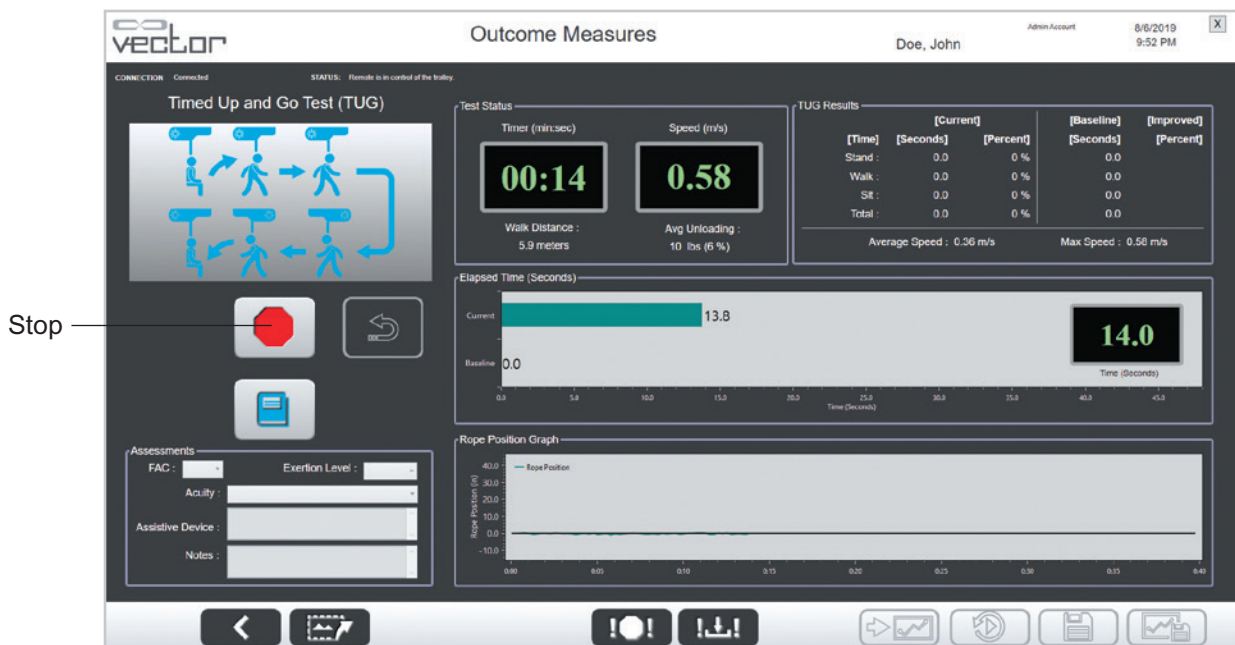 vector
Outcome Measures
Doe, John
Admin Account
8/6/2019
9:52 PM
X
CONNECTION Connected
STATUS: Remote is in control of the trolley.
Timed Up and Go Test (TUG)
Stop
Assessments
FAC :
Exertion Level :
Acuity :
Assistive Device :
Notes :
Test Status
Timer (min:sec) Speed (m/s)
00:14 0.58
Walk Distance : Avg Unloading :
5.9 meters 10 lbs (6 %)
TUG Results
[Current] [Baseline] [Improved]
[Time] [Seconds] [Percent] [Seconds] [Percent]
Stand : 0.0 0 % 0.0
Walk : 0.0 0 % 0.0
Sit : 0.0 0 % 0.0
Total : 0.0 0 % 0.0
Average Speed : 0.36 m/s Max Speed : 0.58 m/s
Elapsed Time (Seconds)
Current 13.8
Baseline 0.0
14.0
Time (Seconds)
0.0 5.0 10.0 15.0 20.0 25.0 30.0 35.0 40.0 45.0
Time (Seconds)
Rope Position Graph
Rope Position
Rope Position (in)
40.0
30.0
20.0
10.0
0.0
-10.0
0:00 0:05 0:10 0:15 0:20 0:25 0:30 0:35 0:40
! !
! !